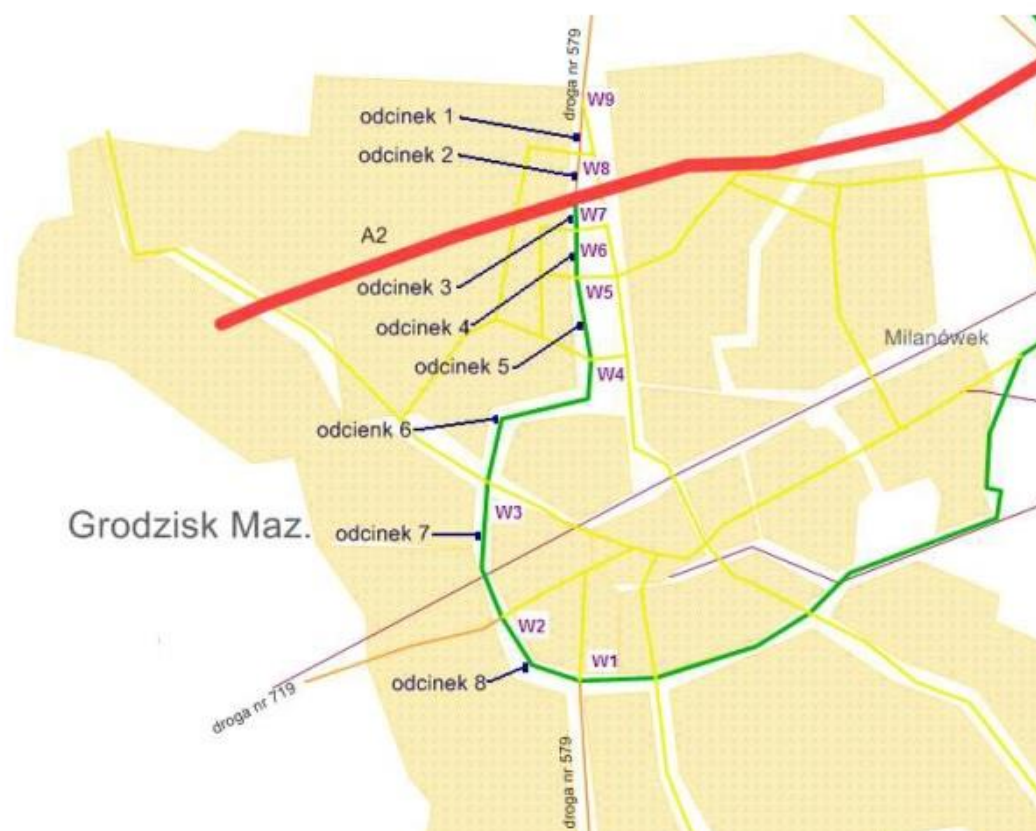 droga nr 579
W9
odcinek 1
odcinek 2
W8
W7
A2
W6
odcinek 3
W5
odcinek 4
Milanówek
odcinek 5
W4
odcienk 6
W3
Grodzisk Maz.
odcinek 7
W2
W1
odcinek 8
droga nr 719
droga nr 579